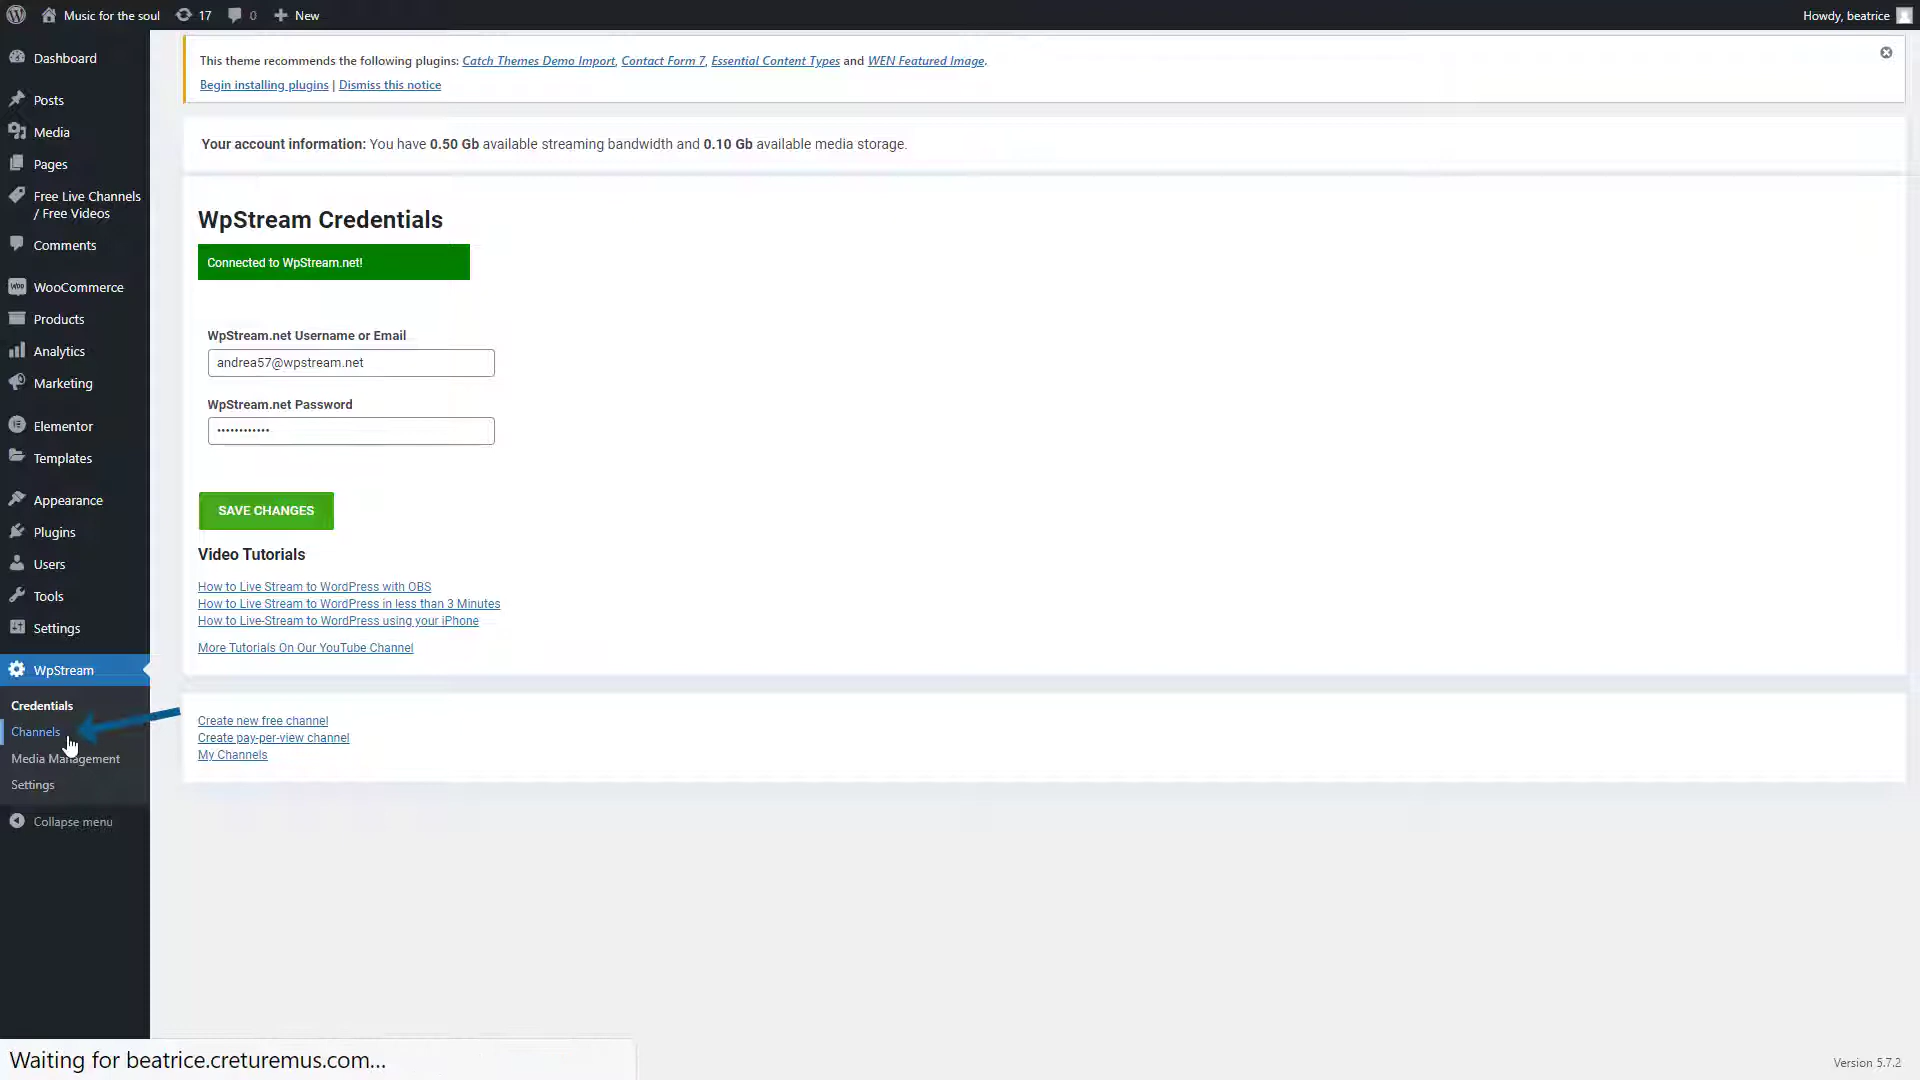 Music for the soul 17 0 New Howdy, beatrice
Dashboard
Posts
Media
Pages
Free Live Channels
/ Free Videos
Comments
WooCommerce
Products
Analytics
Marketing
Elementor
Templates
Appearance
Plugins
Users
Tools
Settings
WpStream
Credentials
Channels
Media Management
Settings
Collapse menu
This theme recommends the following plugins: Catch Themes Demo Import, Contact Form 7, Essential Content Types and WEN Featured Image.
Begin installing plugins | Dismiss this notice
Your account information: You have 0.50 Gb available streaming bandwidth and 0.10 Gb available media storage.
WpStream Credentials
Connected to WpStream.net!
WpStream.net Username or Email
andrea57@wpstream.net
WpStream.net Password
••••••••••••
SAVE CHANGES
Video Tutorials
How to Live Stream to WordPress with OBS
How to Live Stream to WordPress in less than 3 Minutes
How to Live-Stream to WordPress using your iPhone
More Tutorials On Our YouTube Channel
Create new free channel
Create pay-per-view channel
My Channels
Waiting for beatrice.creturemus.com...
Version 5.7.2